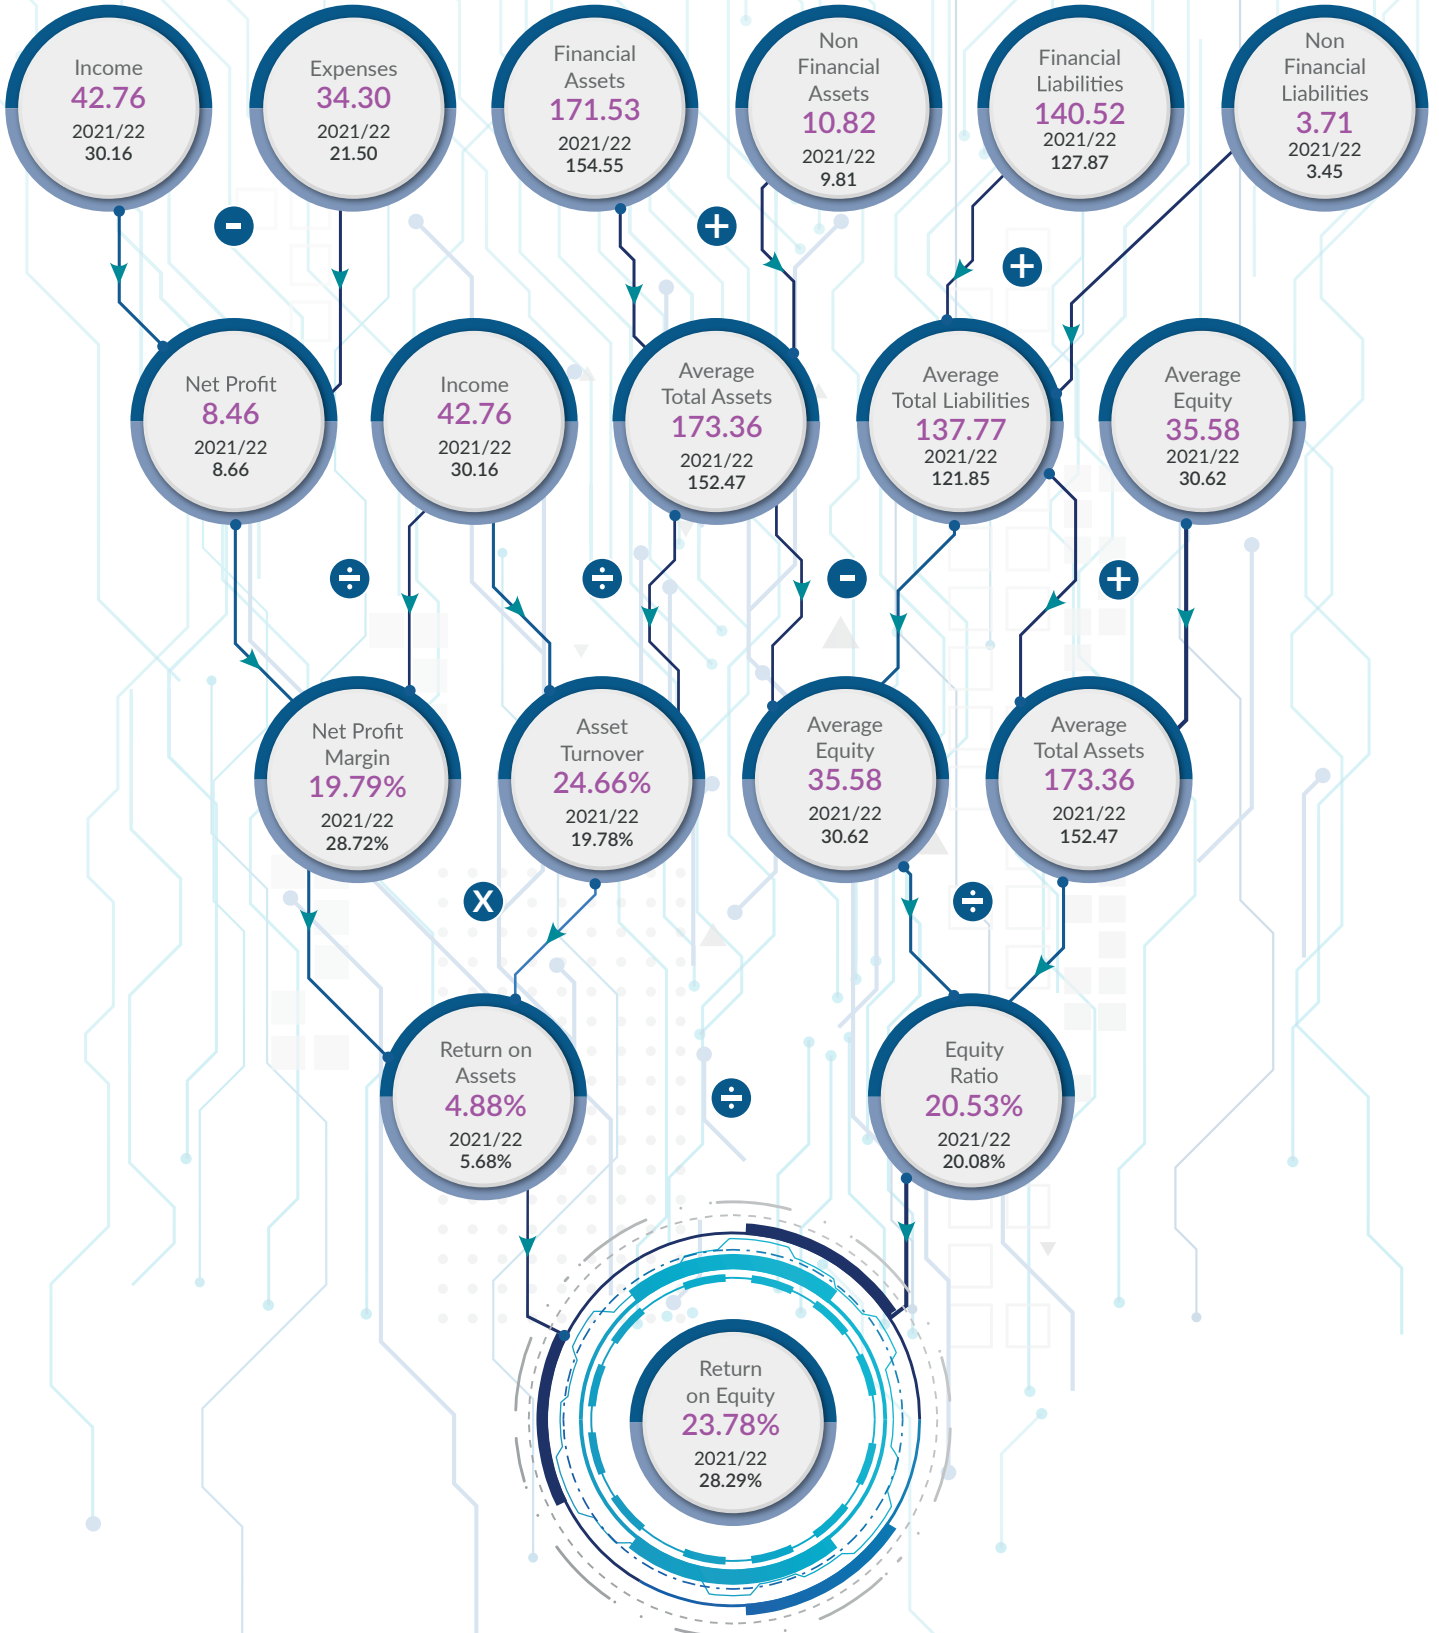 Income
42.76
2021/22
30.16
Expenses
34.30
2021/22
21.50
Financial
Assets
171.53
2021/22
154.55
Non
Financial
Assets
10.82
2021/22
9.81
Financial
Liabilities
140.52
2021/22
127.87
Non
Financial
Liabilities
3.71
2021/22
3.45
-
+
+
Net Profit
8.46
2021/22
8.66
Income
42.76
2021/22
30.16
Average
Total Assets
173.36
2021/22
152.47
Average
Total Liabilities
137.77
2021/22
121.85
Average
Equity
35.58
2021/22
30.62
÷
÷
-
+
Net Profit
Margin
19.79%
2021/22
28.72%
Asset
Turnover
24.66%
2021/22
19.78%
Average
Equity
35.58
2021/22
30.62
Average
Total Assets
173.36
2021/22
152.47
X
÷
Return on
Assets
4.88%
2021/22
5.68%
÷
Equity
Ratio
20.53%
2021/22
20.08%
Return
on Equity
23.78%
2021/22
28.29%